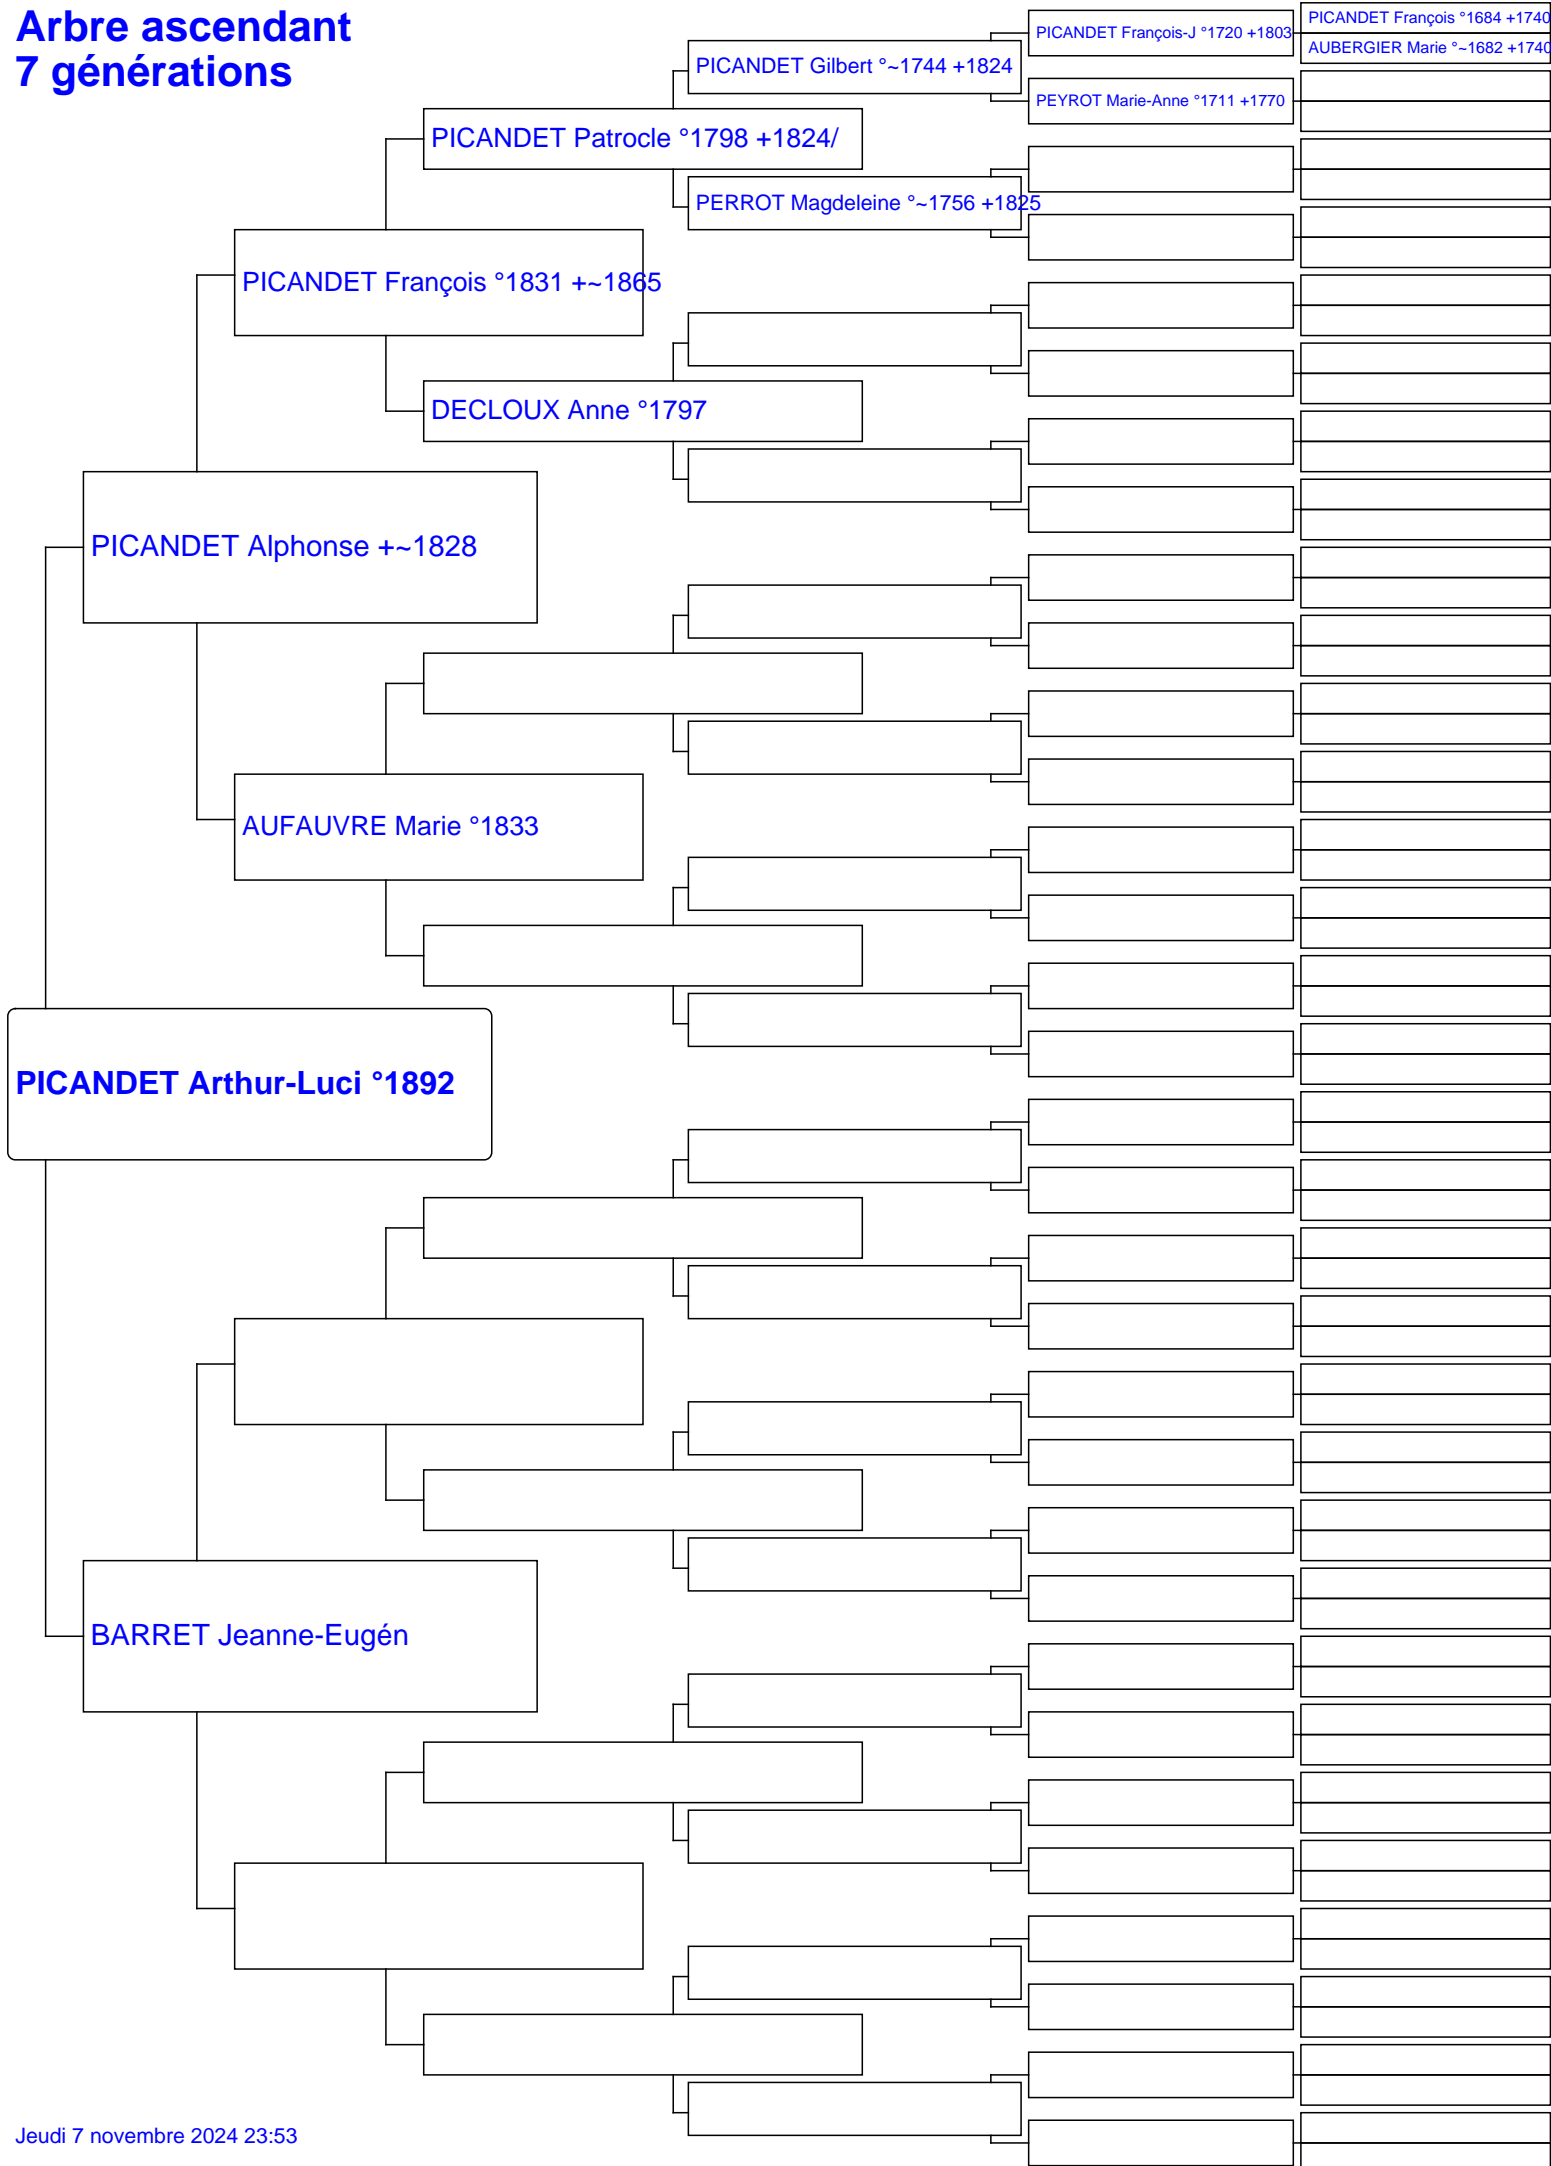 Arbre ascendant
7 générations
PICANDET François °1684 +1740
AUBERGIER Marie °~1682 +1740
PICANDET François-J °1720 +1803
PICANDET Gilbert °~1744 +1824
PEYROT Marie-Anne °1711 +1770
PICANDET Patrocle °1798 +1824/
PERROT Magdeleine °~1756 +1825
PICANDET François °1831 +~1865
DECLOUX Anne °1797
PICANDET Alphonse +~1828
AUFAUVRE Marie °1833
PICANDET Arthur-Luci °1892
BARRET Jeanne-Eugén
Jeudi 7 novembre 2024 23:53